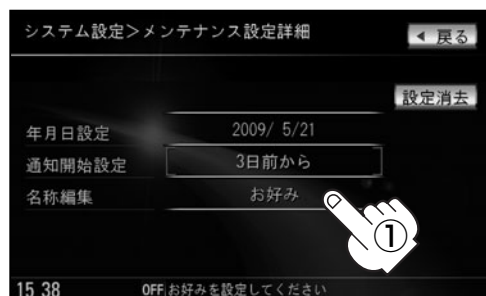 システム設定>メンテナンス設定詳細 ◀ 戻る
設定消去
年月日設定 2009/ 5/21
通知開始設定 3日前から
名称編集 お好み
①
15 38 OFF お好みを設定してください